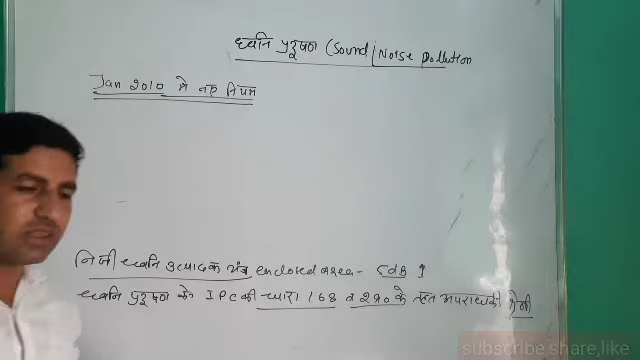 ध्वनि प्रदूषण (Sound/Noise Pollution
Jan 2010 मे नए नियम
निजी ध्वनि उत्पादक यंत्र enclosed area - 5dB ↑
ध्वनि प्रदूषण को IPC की धारा 168 व 290 के तहत अपराध की श्रेणी
subscribe,share,like